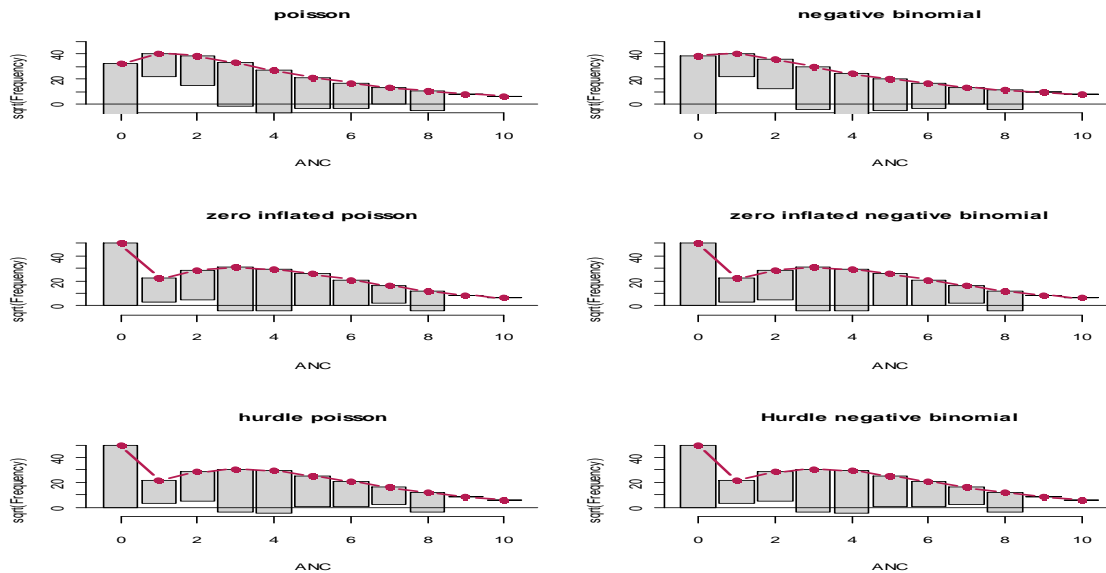 poisson
sqrt(Frequency)
0 20 40
0 2 4 6 8 10
ANC
negative binomial
sqrt(Frequency)
0 20 40
0 2 4 6 8 10
ANC
zero inflated poisson
sqrt(Frequency)
0 20 40
0 2 4 6 8 10
ANC
zero inflated negative binomial
sqrt(Frequency)
0 20 40
0 2 4 6 8 10
ANC
hurdle poisson
sqrt(Frequency)
0 20 40
0 2 4 6 8 10
ANC
Hurdle negative binomial
sqrt(Frequency)
0 20 40
0 2 4 6 8 10
ANC